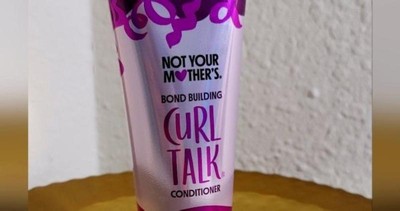 NOT YOUR
MOTHER'S.
BOND BUILDING
CURL
TALK®
CONDITIONER